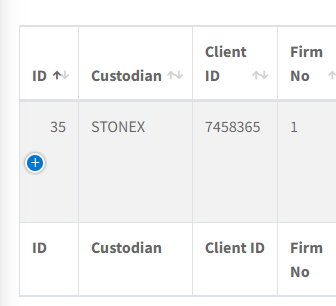 ID Custodian Client ID Firm No
35 STONEX 7458365 1
ID Custodian Client ID Firm No